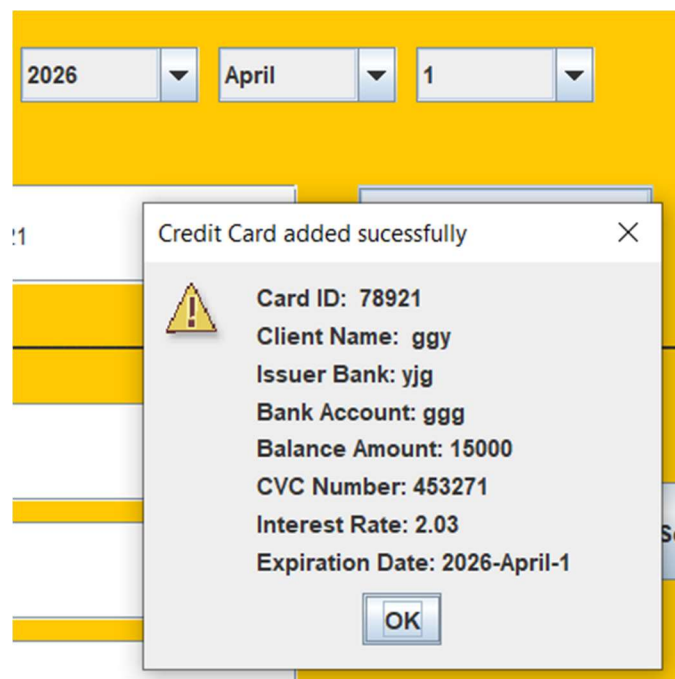 2026 April 1
21
Credit Card added sucessfully
Card ID: 78921
Client Name: ggy
Issuer Bank: yjg
Bank Account: ggg
Balance Amount: 15000
CVC Number: 453271
Interest Rate: 2.03
Expiration Date: 2026-April-1
OK